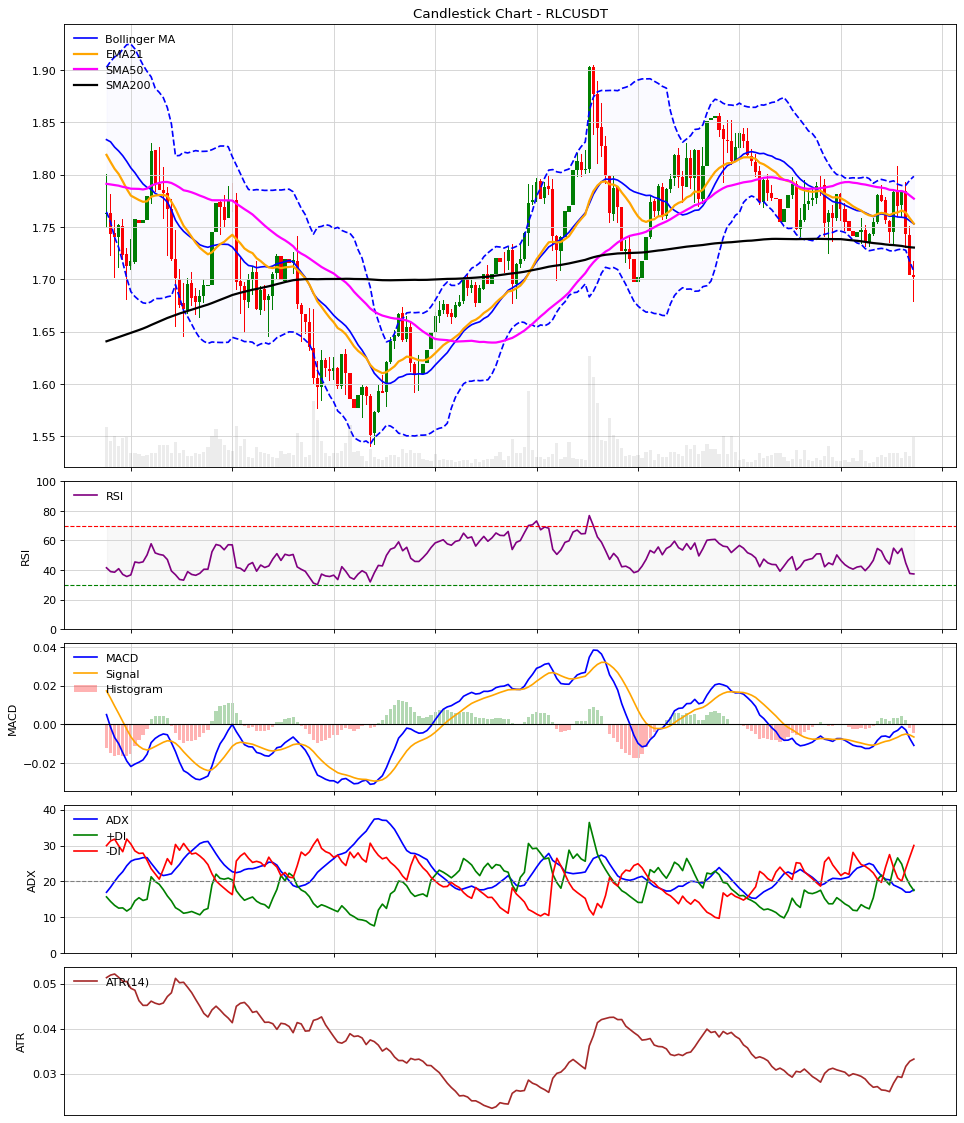 Candlestick Chart - RLCUSDT
Bollinger MA
EMA21
SMA50
SMA200
1.90
1.85
1.80
1.75
1.70
1.65
1.60
1.55
RSI
100
80
60
40
20
0
RSI
MACD
Signal
Histogram
0.04
0.02
0.00
−0.02
MACD
ADX
+DI
-DI
40
30
20
10
0
ADX
ATR(14)
0.05
0.04
0.03
ATR